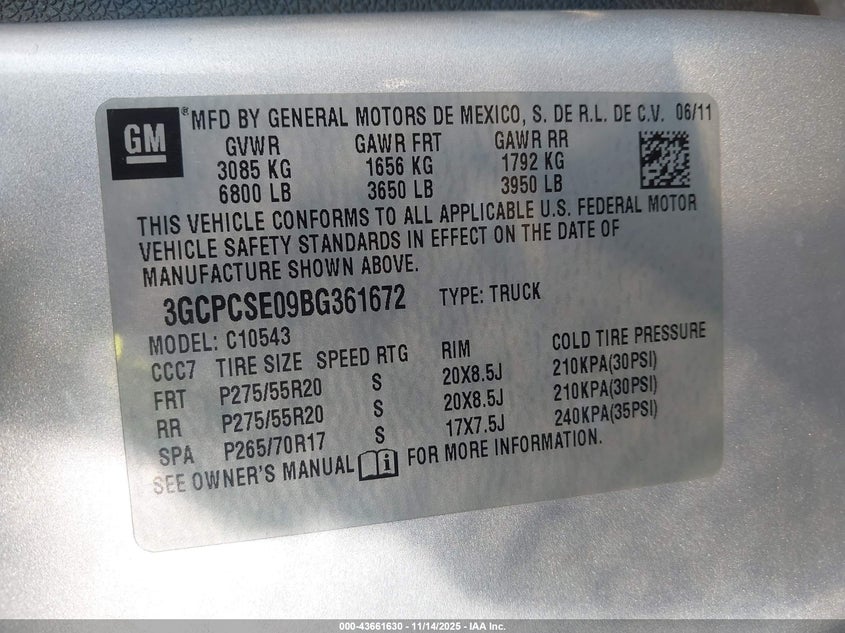 GM ® MFD BY GENERAL MOTORS DE MEXICO, S. DE R.L. DE C.V. 06/11
GVWR GAWR FRT GAWR RR
3085 KG 1656 KG 1792 KG
6800 LB 3650 LB 3950 LB
THIS VEHICLE CONFORMS TO ALL APPLICABLE U.S. FEDERAL MOTOR
VEHICLE SAFETY STANDARDS IN EFFECT ON THE DATE OF
MANUFACTURE SHOWN ABOVE.
3GCPCSE09BG361672 TYPE: TRUCK
MODEL: C10543
CCC7 TIRE SIZE SPEED RTG RIM COLD TIRE PRESSURE
FRT P275/55R20 S 20X8.5J 210KPA(30PSI)
RR P275/55R20 S 20X8.5J 210KPA(30PSI)
SPA P265/70R17 S 17X7.5J 240KPA(35PSI)
SEE OWNER'S MANUAL i FOR MORE INFORMATION.
000-43661630 - 11/14/2025 - IAA Inc.